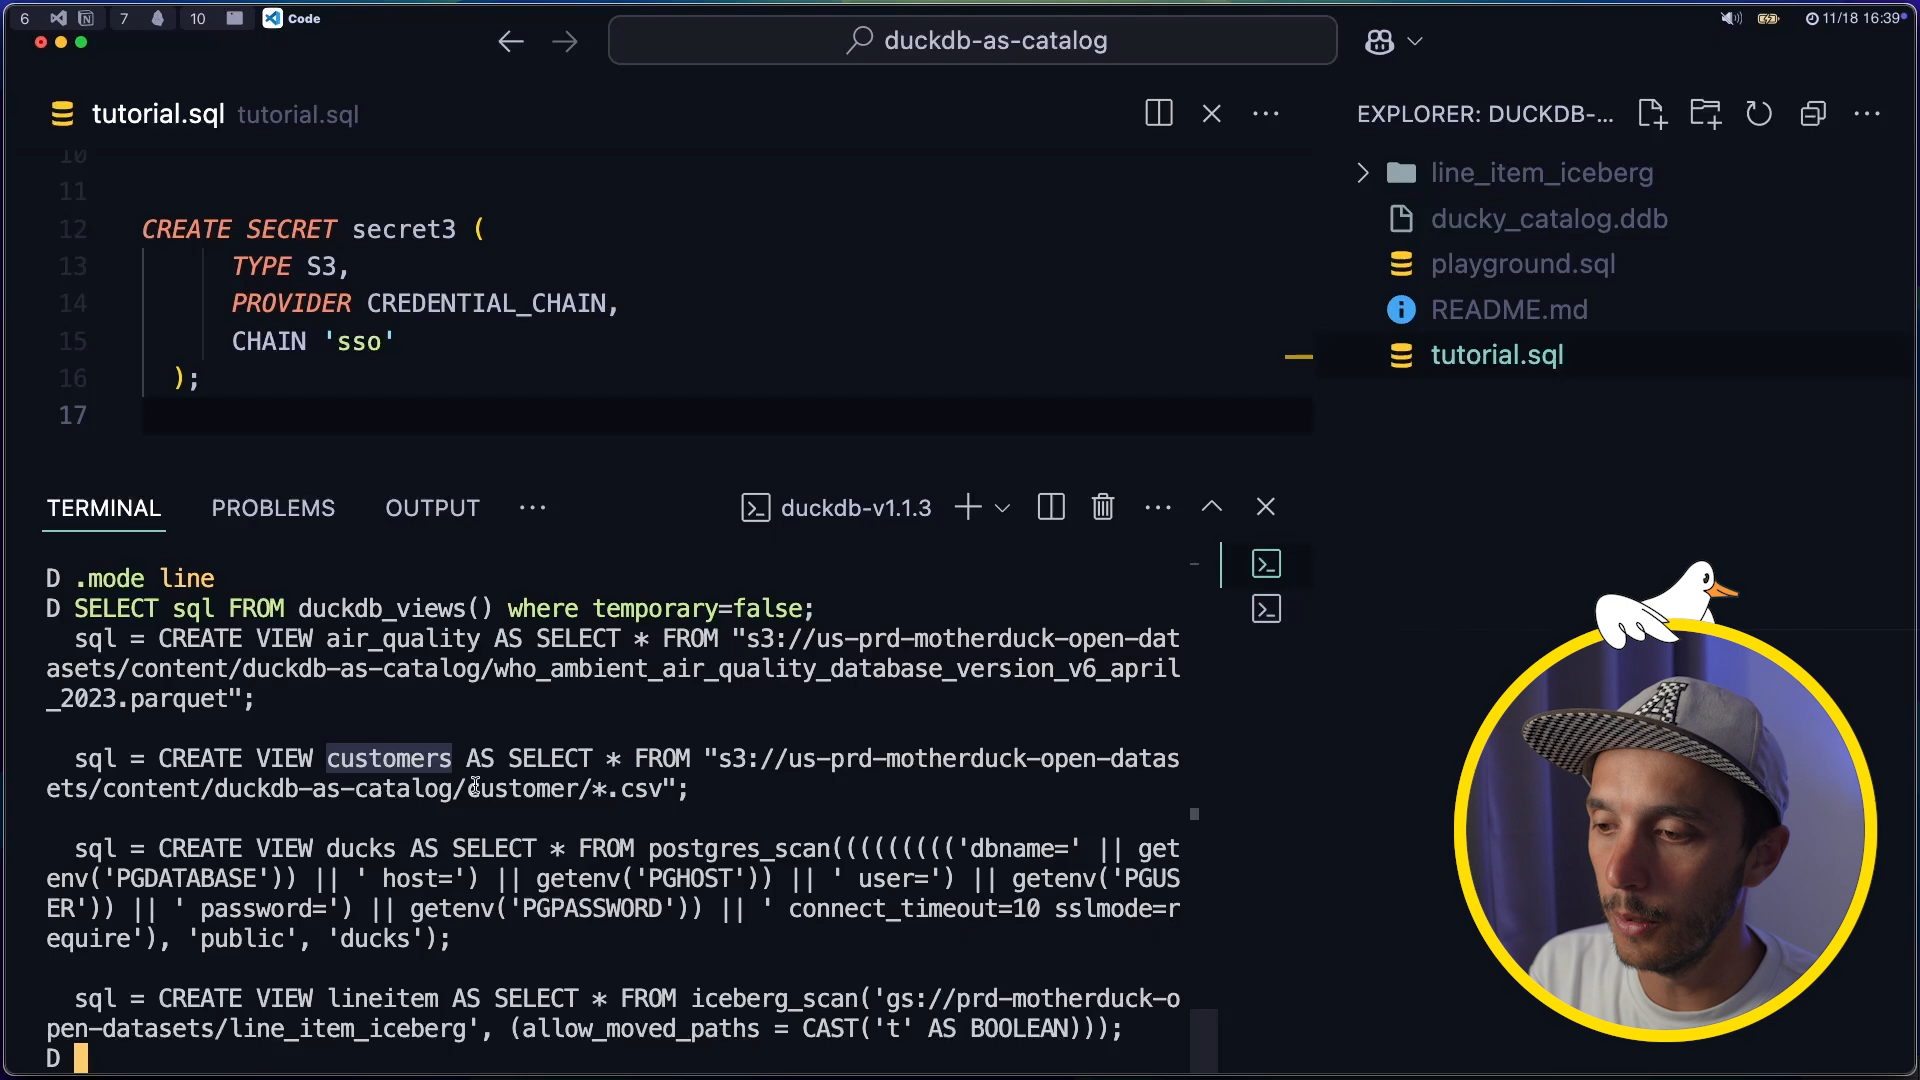 6 7 10 Code 11/18 16:39
duckdb-as-catalog
tutorial.sql tutorial.sql
EXPLORER: DUCKDB-...
10
11
12 CREATE SECRET secret3 (
13 TYPE S3,
14 PROVIDER CREDENTIAL_CHAIN,
15 CHAIN 'sso'
16 );
17
line_item_iceberg
ducky_catalog.ddb
playground.sql
README.md
tutorial.sql
TERMINAL PROBLEMS OUTPUT ... duckdb-v1.1.3
D .mode line
D SELECT sql FROM duckdb_views() where temporary=false;
sql = CREATE VIEW air_quality AS SELECT * FROM "s3://us-prd-motherduck-open-dat
asets/content/duckdb-as-catalog/who_ambient_air_quality_database_version_v6_april
_2023.parquet";
sql = CREATE VIEW customers AS SELECT * FROM "s3://us-prd-motherduck-open-datas
ets/content/duckdb-as-catalog/customer/*.csv";
sql = CREATE VIEW ducks AS SELECT * FROM postgres_scan((((((((('dbname=' || get
env('PGDATABASE')) || ' host=') || getenv('PGHOST')) || ' user=') || getenv('PGUS
ER')) || ' password=') || getenv('PGPASSWORD')) || ' connect_timeout=10 sslmode=r
equire'), 'public', 'ducks');
sql = CREATE VIEW lineitem AS SELECT * FROM iceberg_scan('gs://prd-motherduck-o
pen-datasets/line_item_iceberg', (allow_moved_paths = CAST('t' AS BOOLEAN)));
D
A